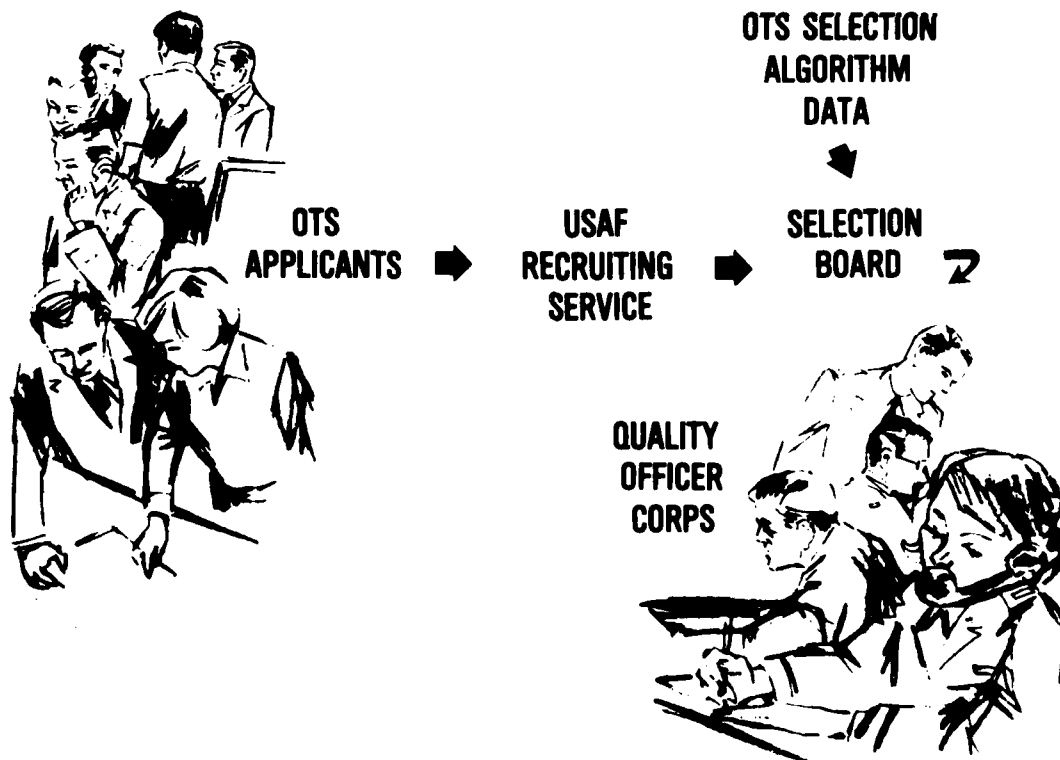 OTS SELECTION
ALGORITHM
DATA
OTS
APPLICANTS
USAF
RECRUITING
SERVICE
SELECTION
BOARD
QUALITY
OFFICER
CORPS